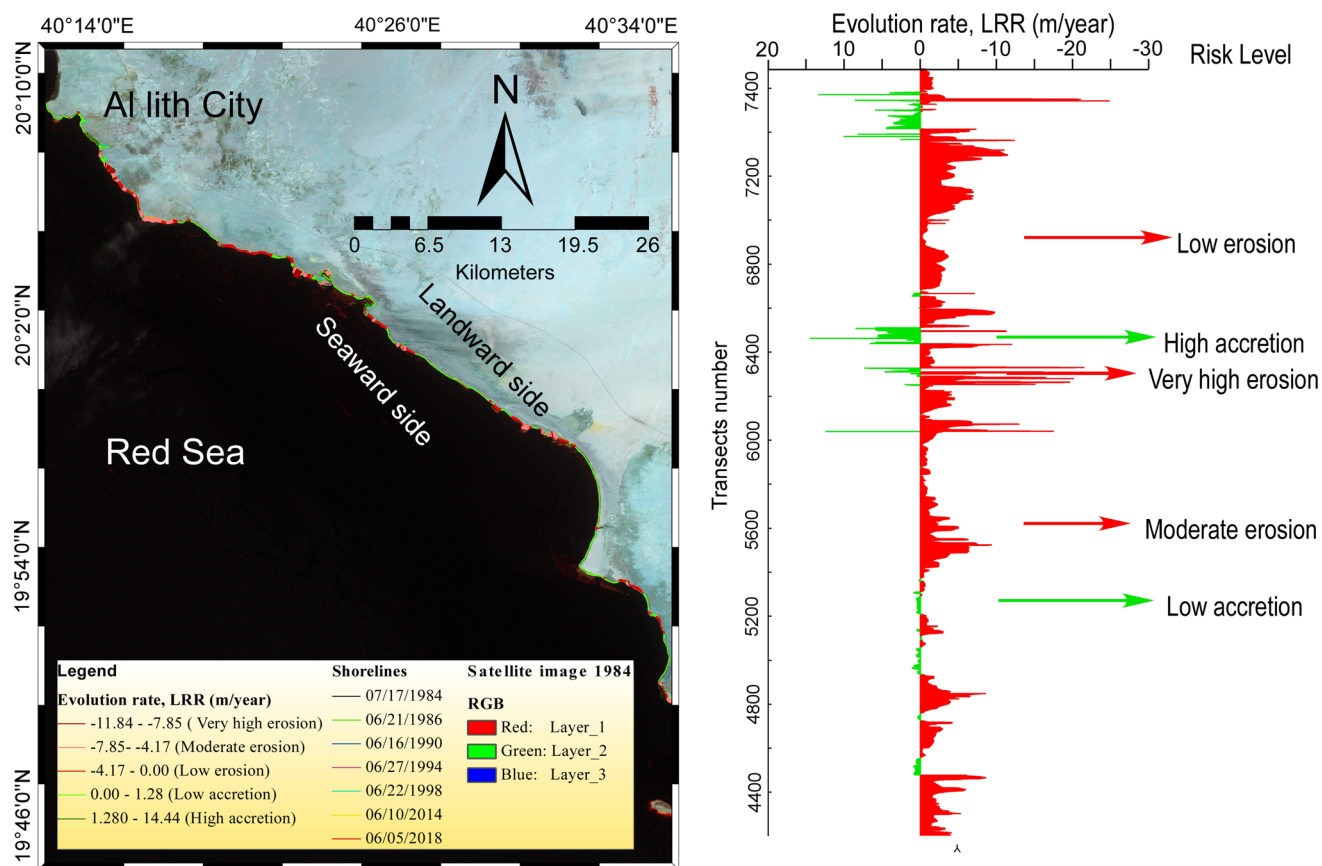 40°14'0"E 40°26'0"E 40°34'0"E
20°10'0"N
20°2'0"N
19°54'0"N
19°46'0"N
Al lith City
N
0 6.5 13 19.5 26
Kilometers
Landward side
Seaward side
Red Sea
Legend
Evolution rate, LRR (m/year)
-11.84 - -7.85 ( Very high erosion)
-7.85- -4.17 (Moderate erosion)
-4.17 - 0.00 (Low erosion)
0.00 - 1.28 (Low accretion)
1.280 - 14.44 (High accretion)
Shorelines
07/17/1984
06/21/1986
06/16/1990
06/27/1994
06/22/1998
06/10/2014
06/05/2018
Satellite image 1984
RGB
Red: Layer_1
Green: Layer_2
Blue: Layer_3
Evolution rate, LRR (m/year)
20 10 0 -10 -20 -30
Risk Level
Transects number
7400
7200
6800
6400
6000
5600
5200
4800
4400
Low erosion
High accretion
Very high erosion
Moderate erosion
Low accretion